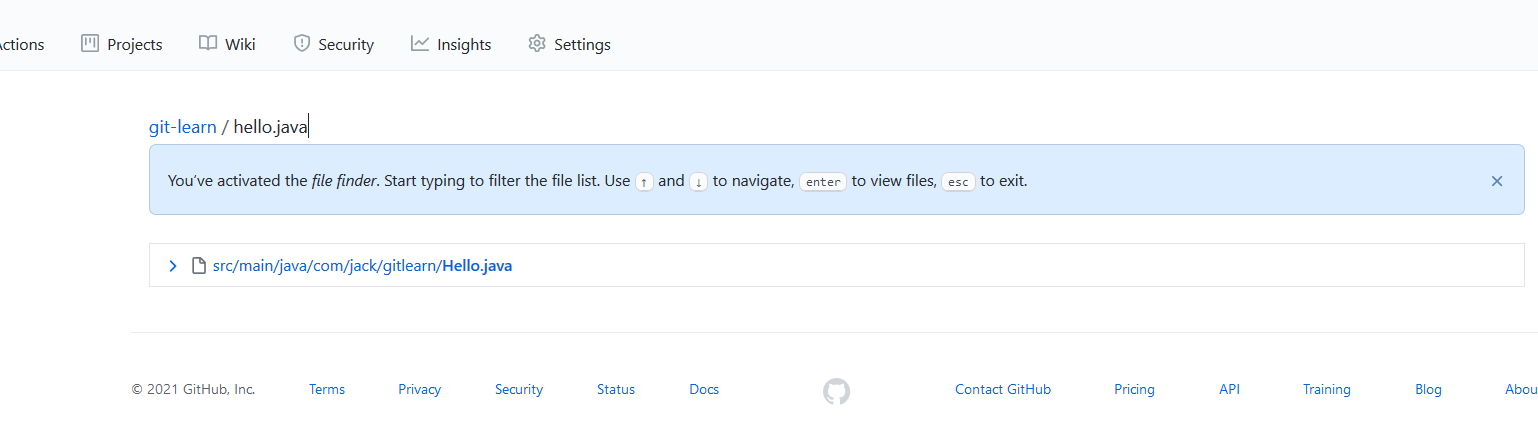 Actions Projects Wiki Security Insights Settings
git-learn / hello.java
You've activated the file finder. Start typing to filter the file list. Use ↑ and ↓ to navigate, enter to view files, esc to exit.
src/main/java/com/jack/gitlearn/Hello.java
© 2021 GitHub, Inc. Terms Privacy Security Status Docs Contact GitHub Pricing API Training Blog Abou